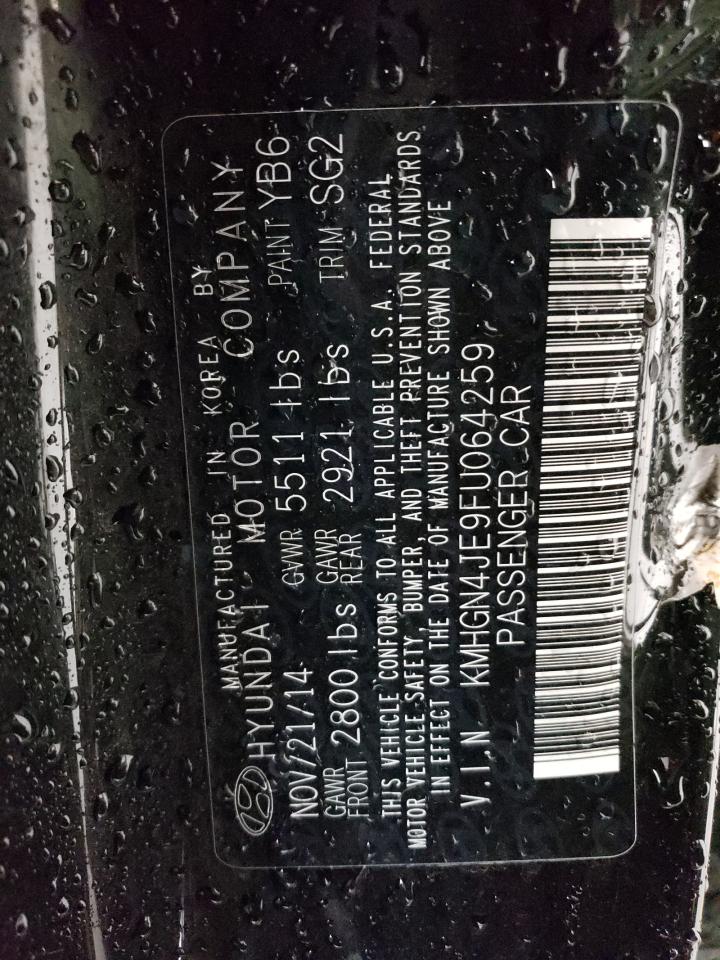 MANUFACTURED IN KOREA BY
HYUNDAI MOTOR COMPANY
NOV/21/14 GVWR 5511 lbs PAINT YB6
GAWR FRONT 2800 lbs GAWR REAR 2921 lbs TRIM SG2
THIS VEHICLE CONFORMS TO ALL APPLICABLE U.S.A. FEDERAL
MOTOR VEHICLE SAFETY, BUMPER, AND THEFT PREVENTION STANDARDS
IN EFFECT ON THE DATE OF MANUFACTURE SHOWN ABOVE
V.I.N KMHGN4JE9FU064259
PASSENGER CAR